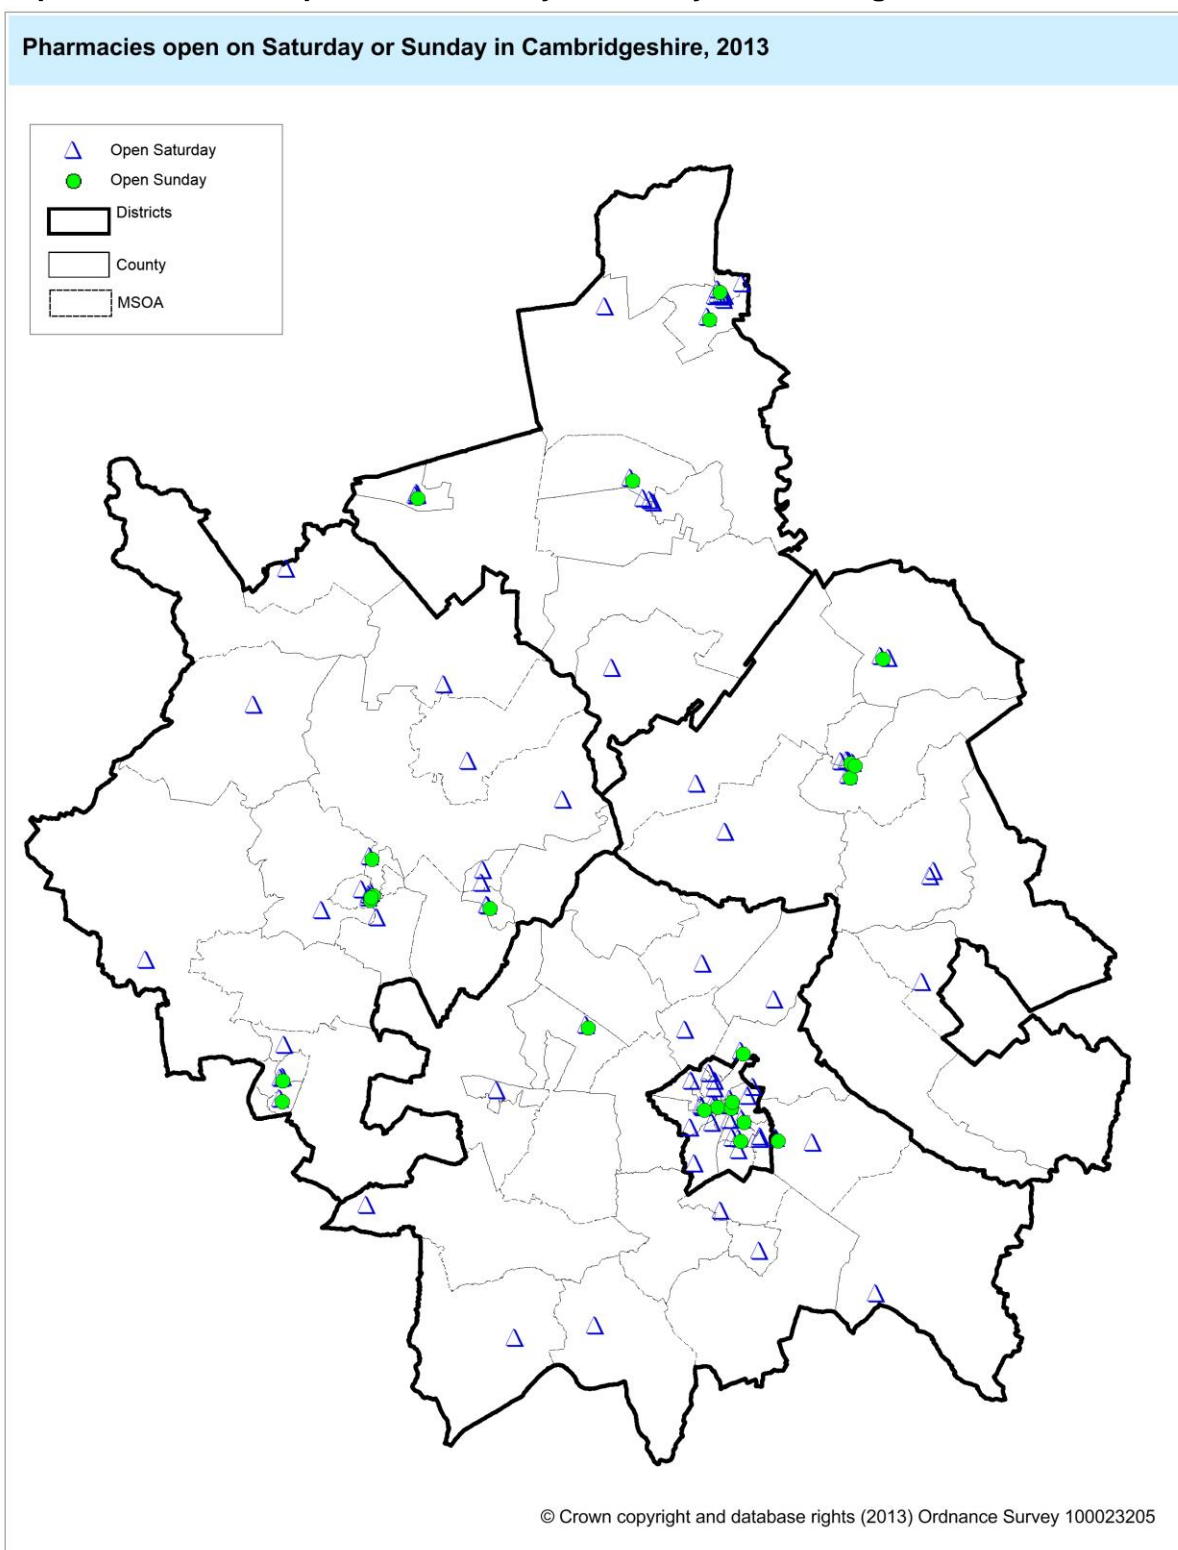 Pharmacies open on Saturday or Sunday in Cambridgeshire, 2013
Open Saturday
Open Sunday
Districts
County
MSOA
© Crown copyright and database rights (2013) Ordnance Survey 100023205